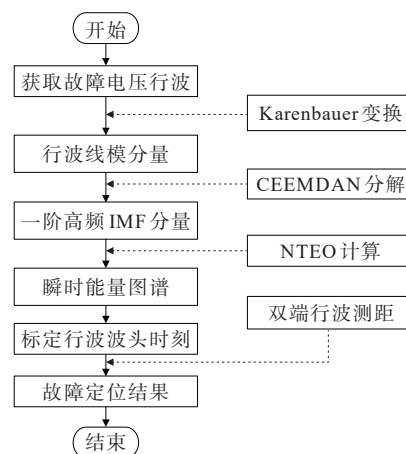 开始
获取故障电压行波
Karenbauer变换
行波线模分量
CEEMDAN分解
一阶高频IMF分量
NTEO计算
瞬时能量图谱
双端行波测距
标定行波波头时刻
故障定位结果
结束